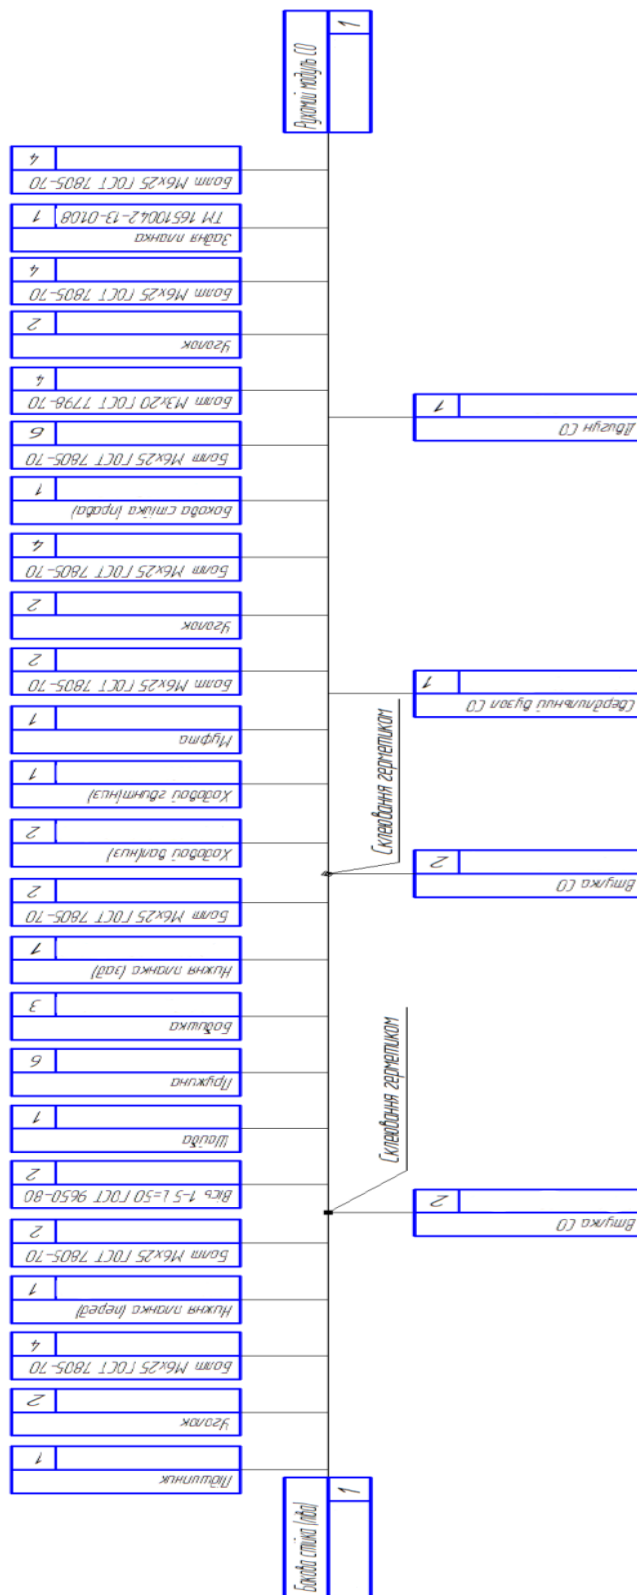 Рухомий модуль СО
1
Болт М6х25 ГОСТ 7805-70
4
Задня планка
ТМ 16510042-13-0108
1
Болт М6х25 ГОСТ 7805-70
4
Уголок
2
Болт М3х20 ГОСТ 7798-70
4
Двигун СО
1
Болт М6х25 ГОСТ 7805-70
6
Бокова стійка (права)
1
Болт М6х25 ГОСТ 7805-70
4
Уголок
2
Болт М6х25 ГОСТ 7805-70
2
Свердлильний вузол СО
1
Муфта
1
Ходовой гвинт(низ)
1
Ходовой вал(низ)
2
Склеювання герметиком
Втулка СО
2
Болт М6х25 ГОСТ 7805-70
2
Нижня планка (зад)
1
Бобишка
3
Пружина
6
Шайба
1
Склеювання герметиком
Вісь 1-5 l=50 ГОСТ 9650-80
2
Втулка СО
2
Болт М6х25 ГОСТ 7805-70
2
Нижня планка (перед)
1
Болт М6х25 ГОСТ 7805-70
4
Уголок
2
Підшипник
1
Бокова стійка (ліва)
1